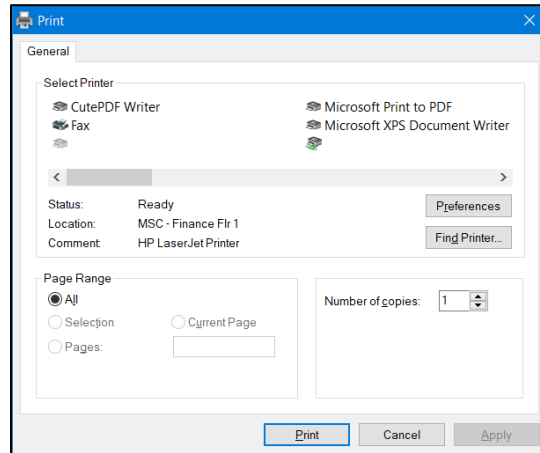 Print
General
Select Printer
CutePDF Writer Microsoft Print to PDF
Fax Microsoft XPS Document Writer
Status: Ready
Location: MSC - Finance Flr 1
Comment: HP LaserJet Printer
Preferences
Find Printer...
Page Range
All
Selection Current Page
Pages:
Number of copies: 1
Print Cancel Apply